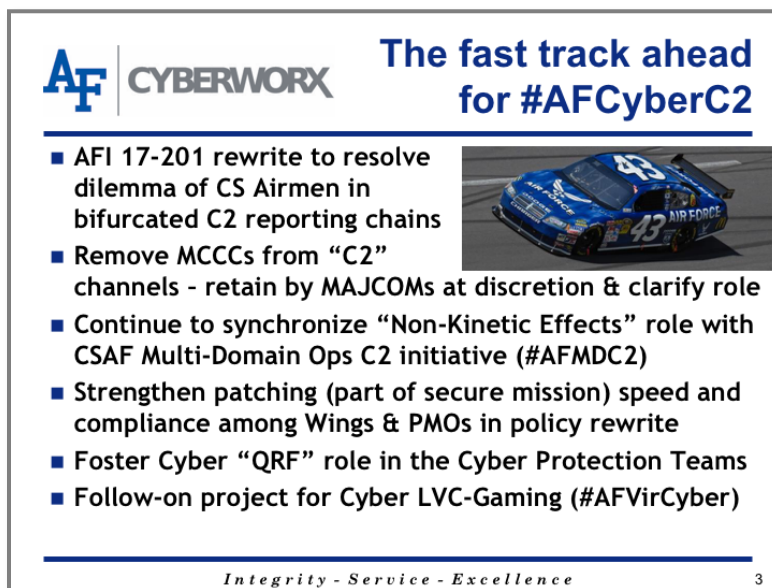 AF CYBERWORX
The fast track ahead
for #AFCyberC2
AFI 17-201 rewrite to resolve
dilemma of CS Airmen in
bifurcated C2 reporting chains
Remove MCCCs from “C2”
channels – retain by MAJCOMs at discretion & clarify role
Continue to synchronize “Non-Kinetic Effects” role with
CSAF Multi-Domain Ops C2 initiative (#AFMDC2)
Strengthen patching (part of secure mission) speed and
compliance among Wings & PMOs in policy rewrite
Foster Cyber “QRF” role in the Cyber Protection Teams
Follow-on project for Cyber LVC-Gaming (#AFVirCyber)
43
AIR FORCE
43
AIR FORCE
Integrity - Service - Excellence
3